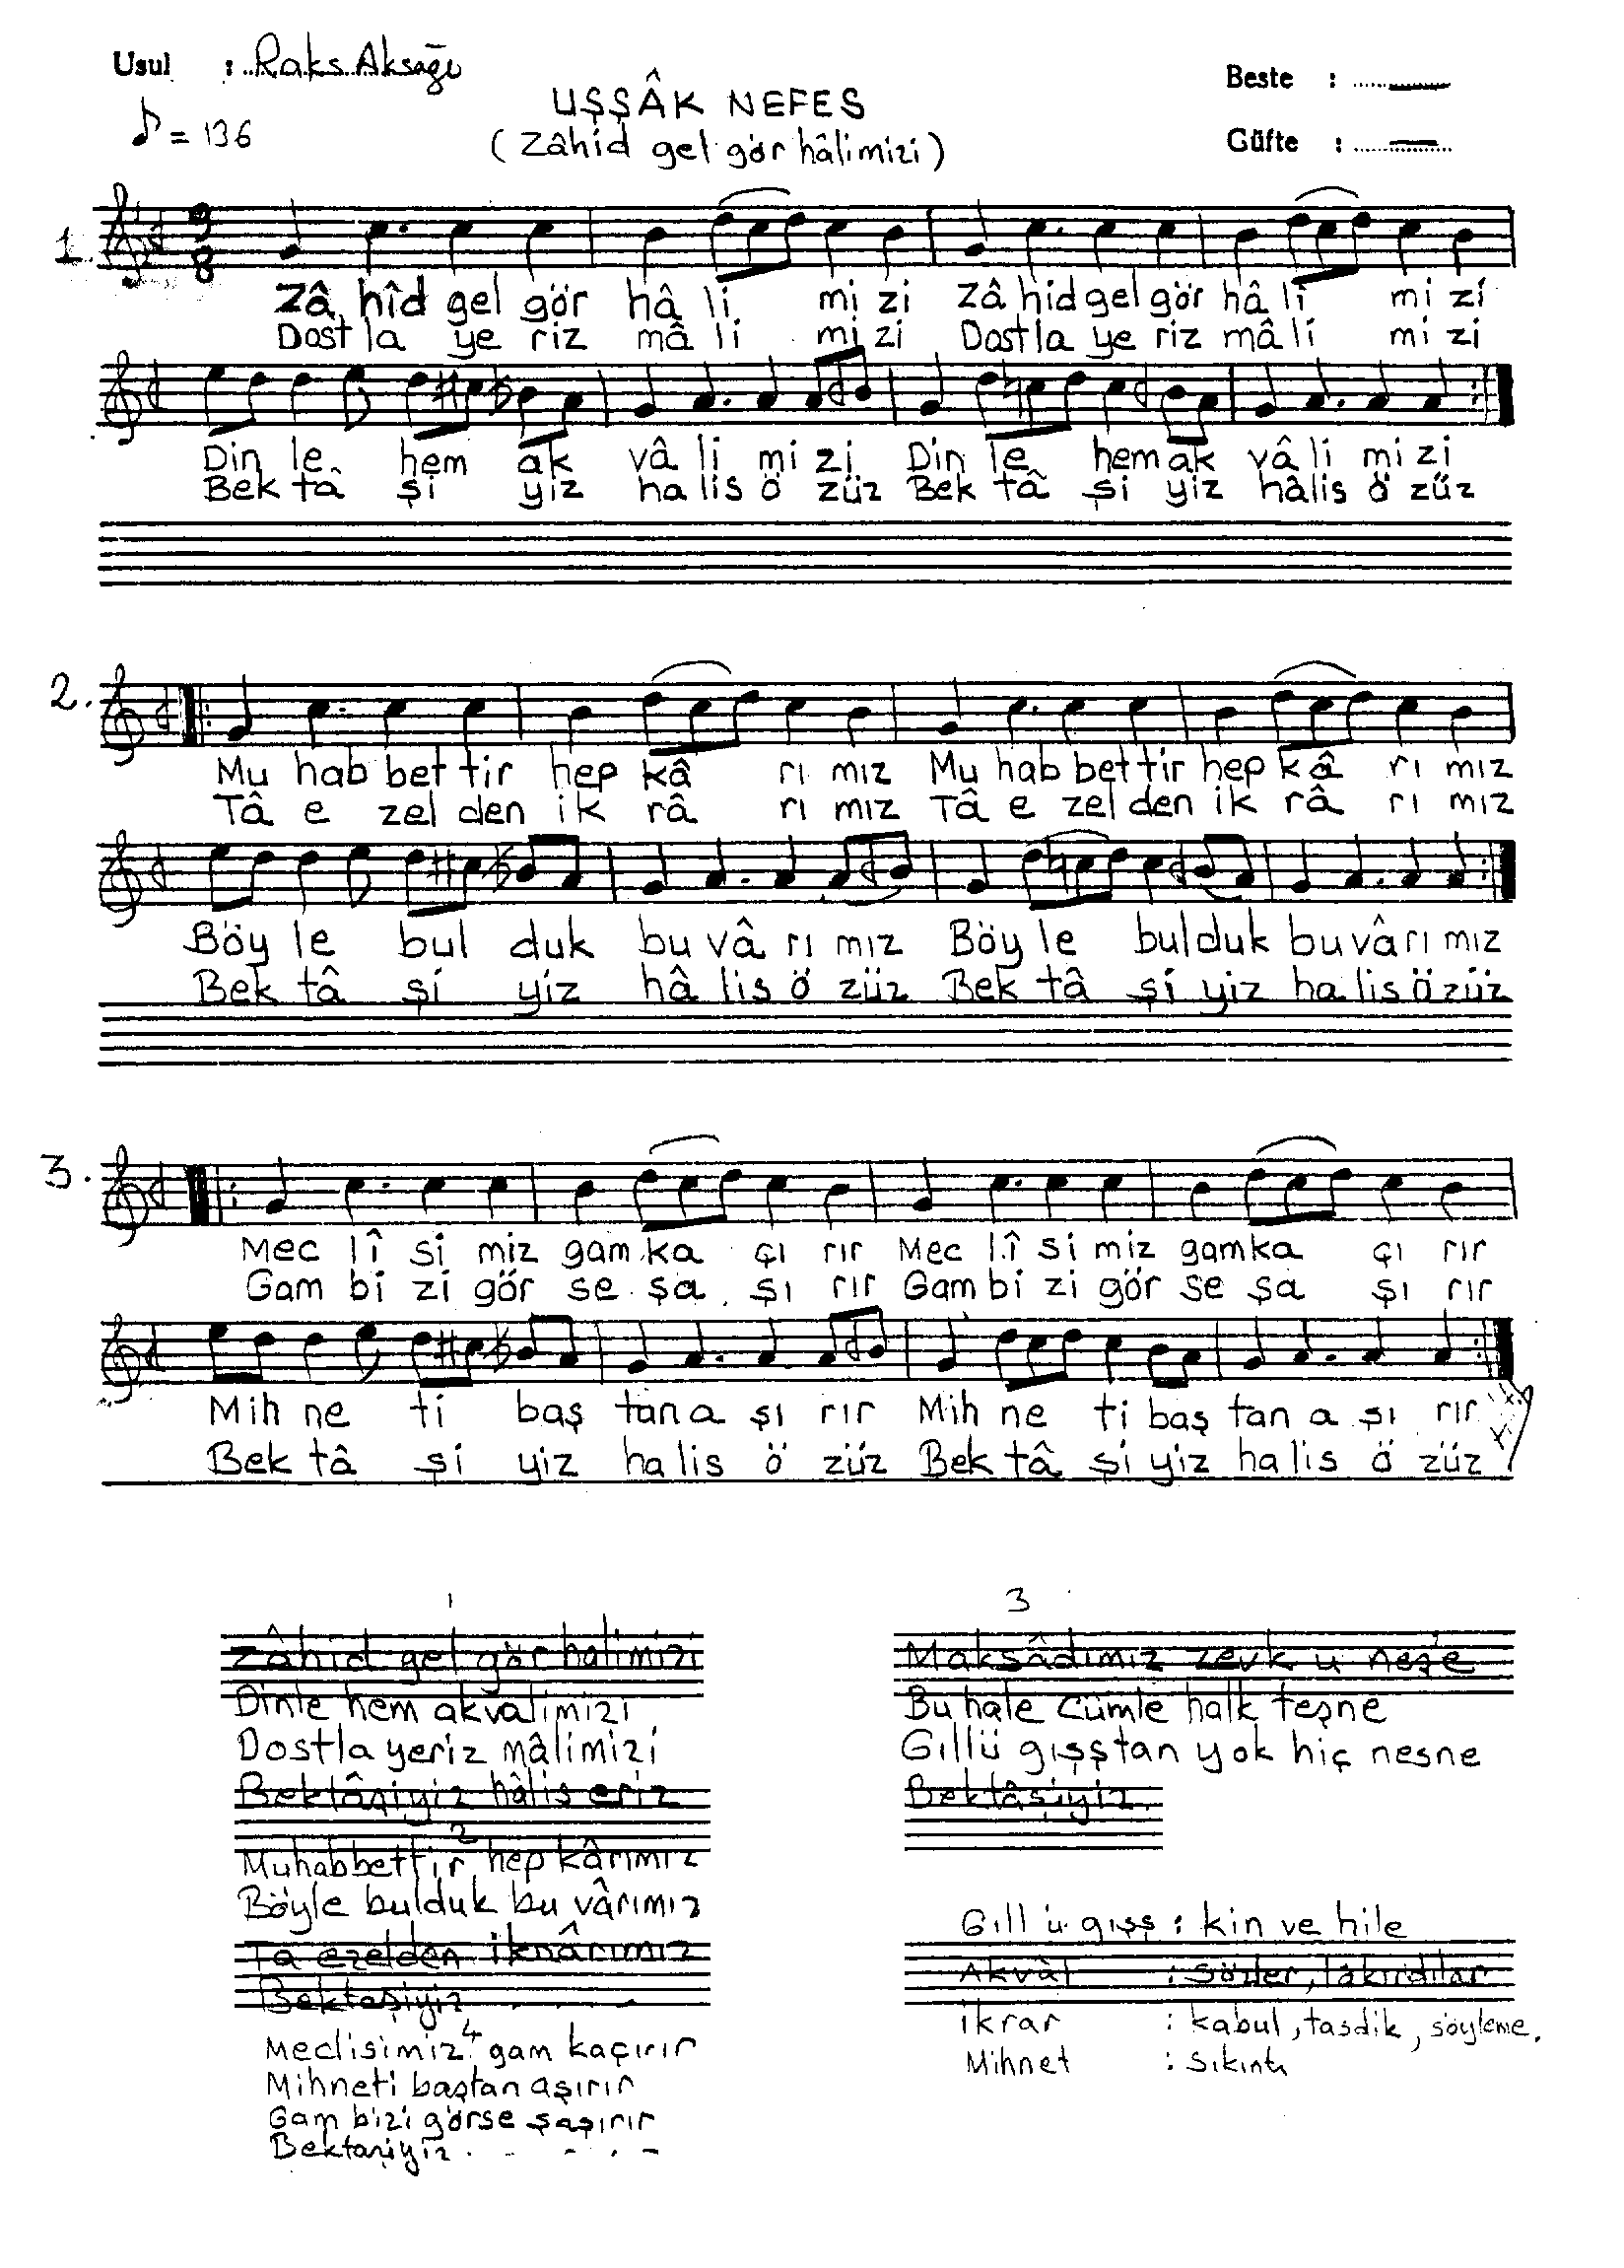 Usul : Raks Aksağı
Beste : —
♪ = 136
UŞŞÂK NEFES
(Zâhid gel gör hâlimizi)
Güfte : —
1.
9
8
Zâ hîd gel gör hâ li mi zi Zâ hid gel gör hâ li mi zi
Dost la ye riz mâ li mi zi Dost la ye riz mâ li mi zi
Din le hem ak vâ li mi zi Din le hem ak vâ li mi zi
Bek tâ şi yiz ha lis ö züz Bek tâ şi yiz hâlis ö züz
2.
Mu hab bet tir hep kâ rı mız Mu hab bet tir hep kâ rı mız
Tâ e zel den ik râ rı mız Tâ e zel den ik râ rı mız
Böy le bul duk bu vâ rı mız Böy le bul duk bu vâ rı mız
Bek tâ şi yiz hâ lis ö züz Bek tâ şi yiz ha lis ö züz
3.
Mec lî si miz gam ka çı rır Mec lî si miz gam ka çı rır
Gam bi zi gör se şa şı rır Gam bi zi gör se şa şı rır
Mih ne ti baş tan a şı rır Mih ne ti baş tan a şı rır
Bek tâ şi yiz ha lis ö züz Bek tâ şi yiz ha lis ö züz
1
Zâhid gel gör halimizi
Dinle hem akvalimizi
Dostla yeriz mâlimizi
Bektâşiyiz hâlis eriz
2
Muhabbettir hep kârımız
Böyle bulduk bu vârımız
Ta ezelden iknârımız
Bektaşiyiz - - - -
4
Meclisimiz gam kaçırır
Mihneti baştan aşırır
Gam bizi görse şaşırır
Bektaşiyiz . - - . -
3
Maksâdımız zevk u neşe
Bu hale cümle halk teşne
Gıllü gışştan yok hiç nesne
Bektâşiyiz.
Gıll ü gışş : kin ve hile
Akvâl : sözler, lâkırdılar
ikrar : kabul, tasdik, söyleme.
Mihnet : sıkıntı